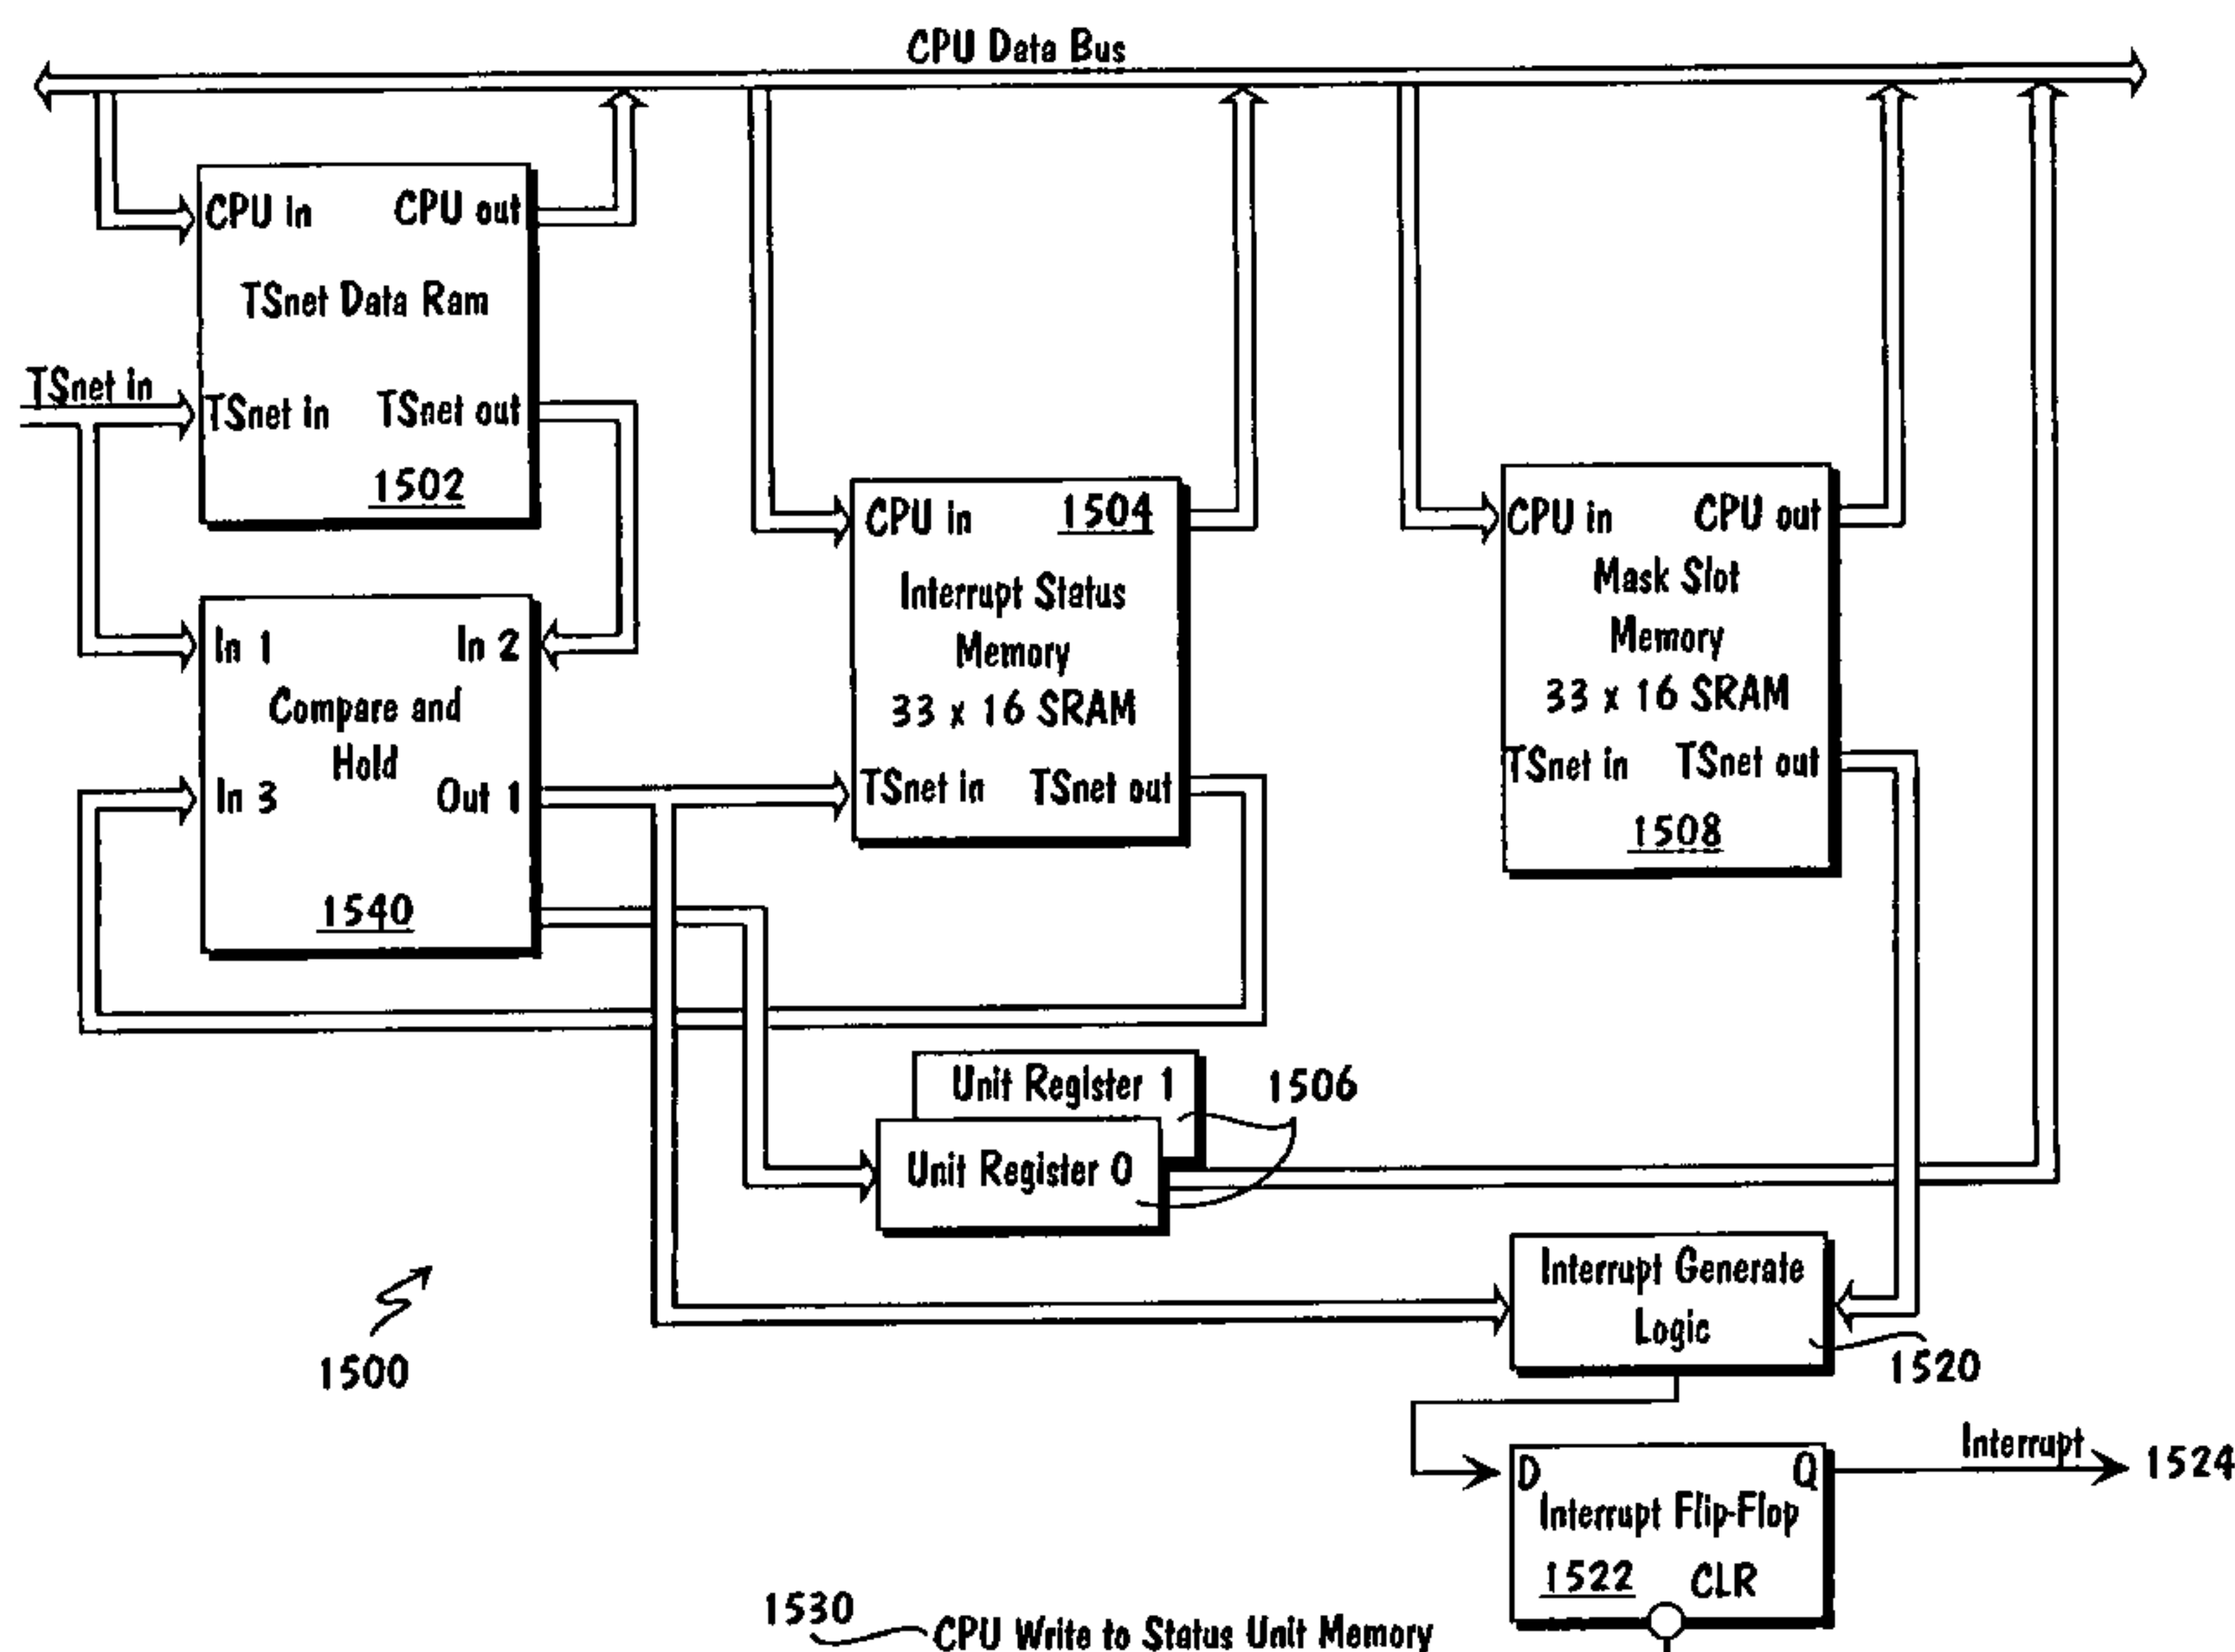 CPU Data Bus
CPU in CPU out
TSnet Data Ram
TSnet in
TSnet in TSnet out
1502
In 1 In 2
Compare and
Hold
In 3 Out 1
1540
CPU in 1504
Interrupt Status
Memory
33 x 16 SRAM
TSnet in TSnet out
CPU in CPU out
Mask Slot
Memory
33 x 16 SRAM
TSnet in TSnet out
1508
Unit Register 1
1506
Unit Register 0
1500
Interrupt Generate
Logic
1520
D Q
Interrupt
1524
Interrupt Flip-Flop
1522 CLR
1530
CPU Write to Status Unit Memory